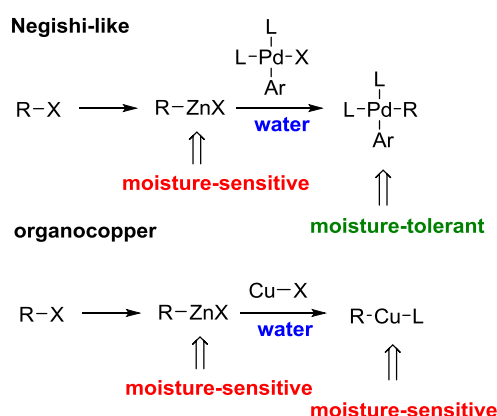 Negishi-like
L
L-Pd-X
Ar
R-X
R-ZnX
water
L
L-Pd-R
Ar
moisture-sensitive
moisture-tolerant
organocopper
Cu-X
R-X
R-ZnX
water
R-Cu-L
moisture-sensitive
moisture-sensitive